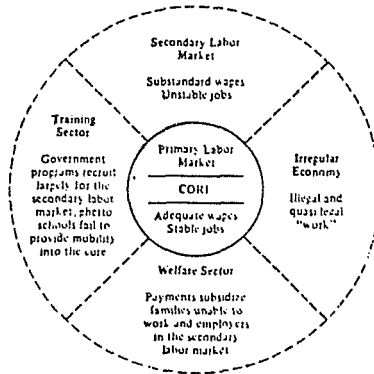 Secondary Labor
Market
Substandard wages
Unstable jobs
Training
Sector
Government
programs recruit
largely for the
secondary labor
market, ghetto
schools fail to
provide mobility
into the core
Primary Labor
Market
CORE
Adequate wages
Stable jobs
Irregular
Economy
Illegal and
quasi legal
"work"
Welfare Sector
Payments subsidize
families unable to
work and employers
in the secondary
labor market